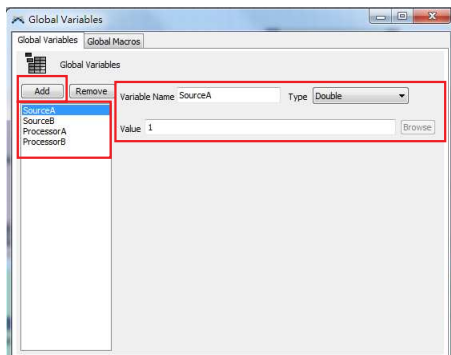 Global Variables
Global Variables Global Macros
Global Variables
Add Remove
Variable Name SourceA Type Double
SourceA
SourceB
ProcessorA
ProcessorB
Value 1 Browse